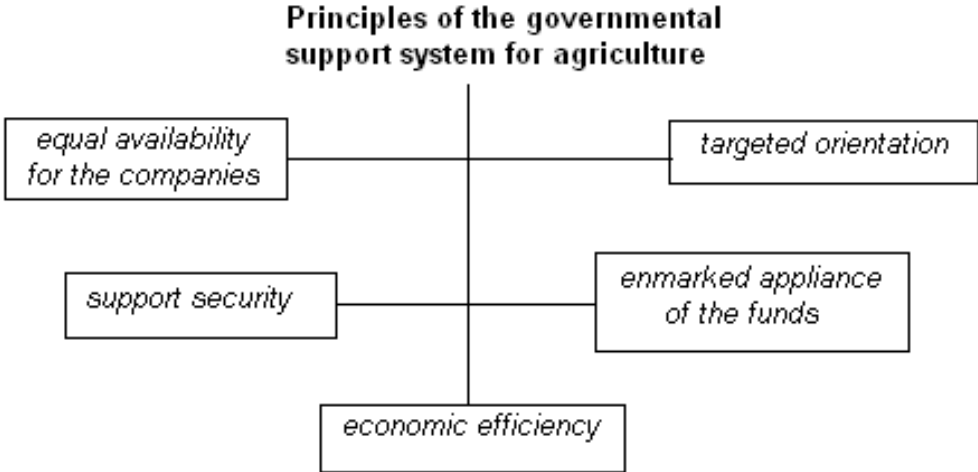 Principles of the governmental
support system for agriculture
equal availability
for the companies
targeted orientation
support security
enmarked appliance
of the funds
economic efficiency